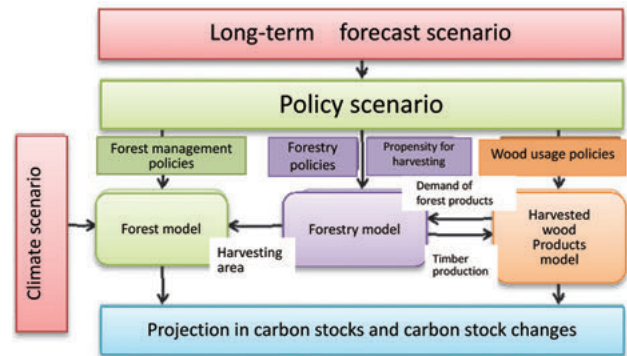 Long-term forecast scenario
Policy scenario
Forest management
policies
Forestry
policies
Propensity for
harvesting
Wood usage policies
Climate scenario
Forest model
Harvesting
area
Forestry model
Demand of
forest products
Timber
production
Harvested
wood
Products
model
Projection in carbon stocks and carbon stock changes